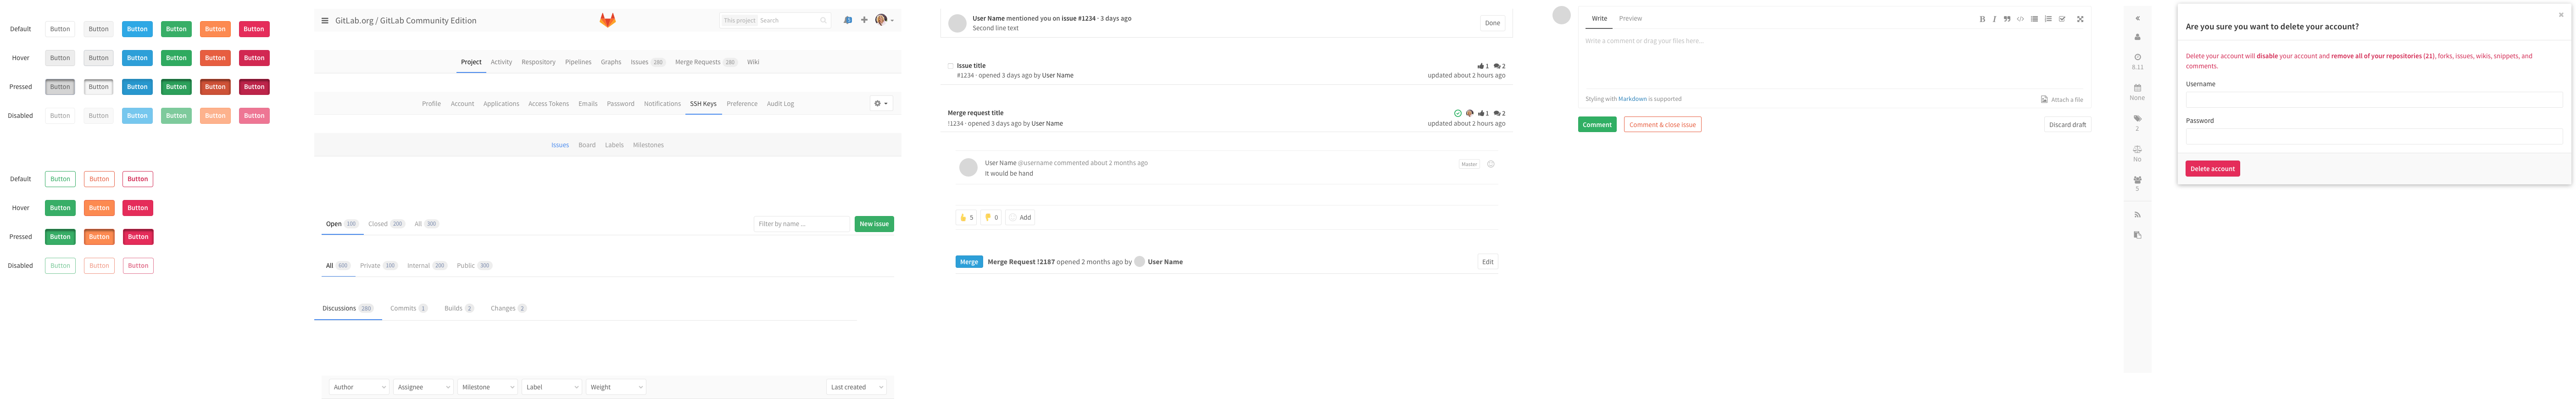 Default Button Button Button Button Button Button
Hover Button Button Button Button Button Button
Pressed Button Button Button Button Button Button
Disabled Button Button Button Button Button Button
Default Button Button Button
Hover Button Button Button
Pressed Button Button Button
Disabled Button Button Button
GitLab.org / GitLab Community Edition This project Search
Project Activity Respository Pipelines Graphs Issues 280 Merge Requests 280 Wiki
Profile Account Applications Access Tokens Emails Password Notifications SSH Keys Preference Audit Log
Issues Board Labels Milestones
Open 100 Closed 200 All 300 Filter by name ... New issue
All 600 Private 100 Internal 200 Public 300
Discussions 280 Commits 1 Builds 2 Changes 2
Author Assignee Milestone Label Weight Last created
User Name mentioned you on issue #1234 · 3 days ago
Second line text
Done
Issue title 1 2
#1234 · opened 3 days ago by User Name updated about 2 hours ago
Merge request title 1 2
!1234 · opened 3 days ago by User Name updated about 2 hours ago
User Name @username commented about 2 months ago Master
It would be hand
5 0 Add
Merge Merge Request !2187 opened 2 months ago by User Name Edit
Write Preview
Write a comment or drag your files here...
Styling with Markdown is supported Attach a file
Comment Comment & close issue Discard draft
8.11
None
2
No
5
Are you sure you want to delete your account?
Delete your account will disable your account and remove all of your repositories (21), forks, issues, wikis, snippets, and
comments.
Username
Password
Delete account